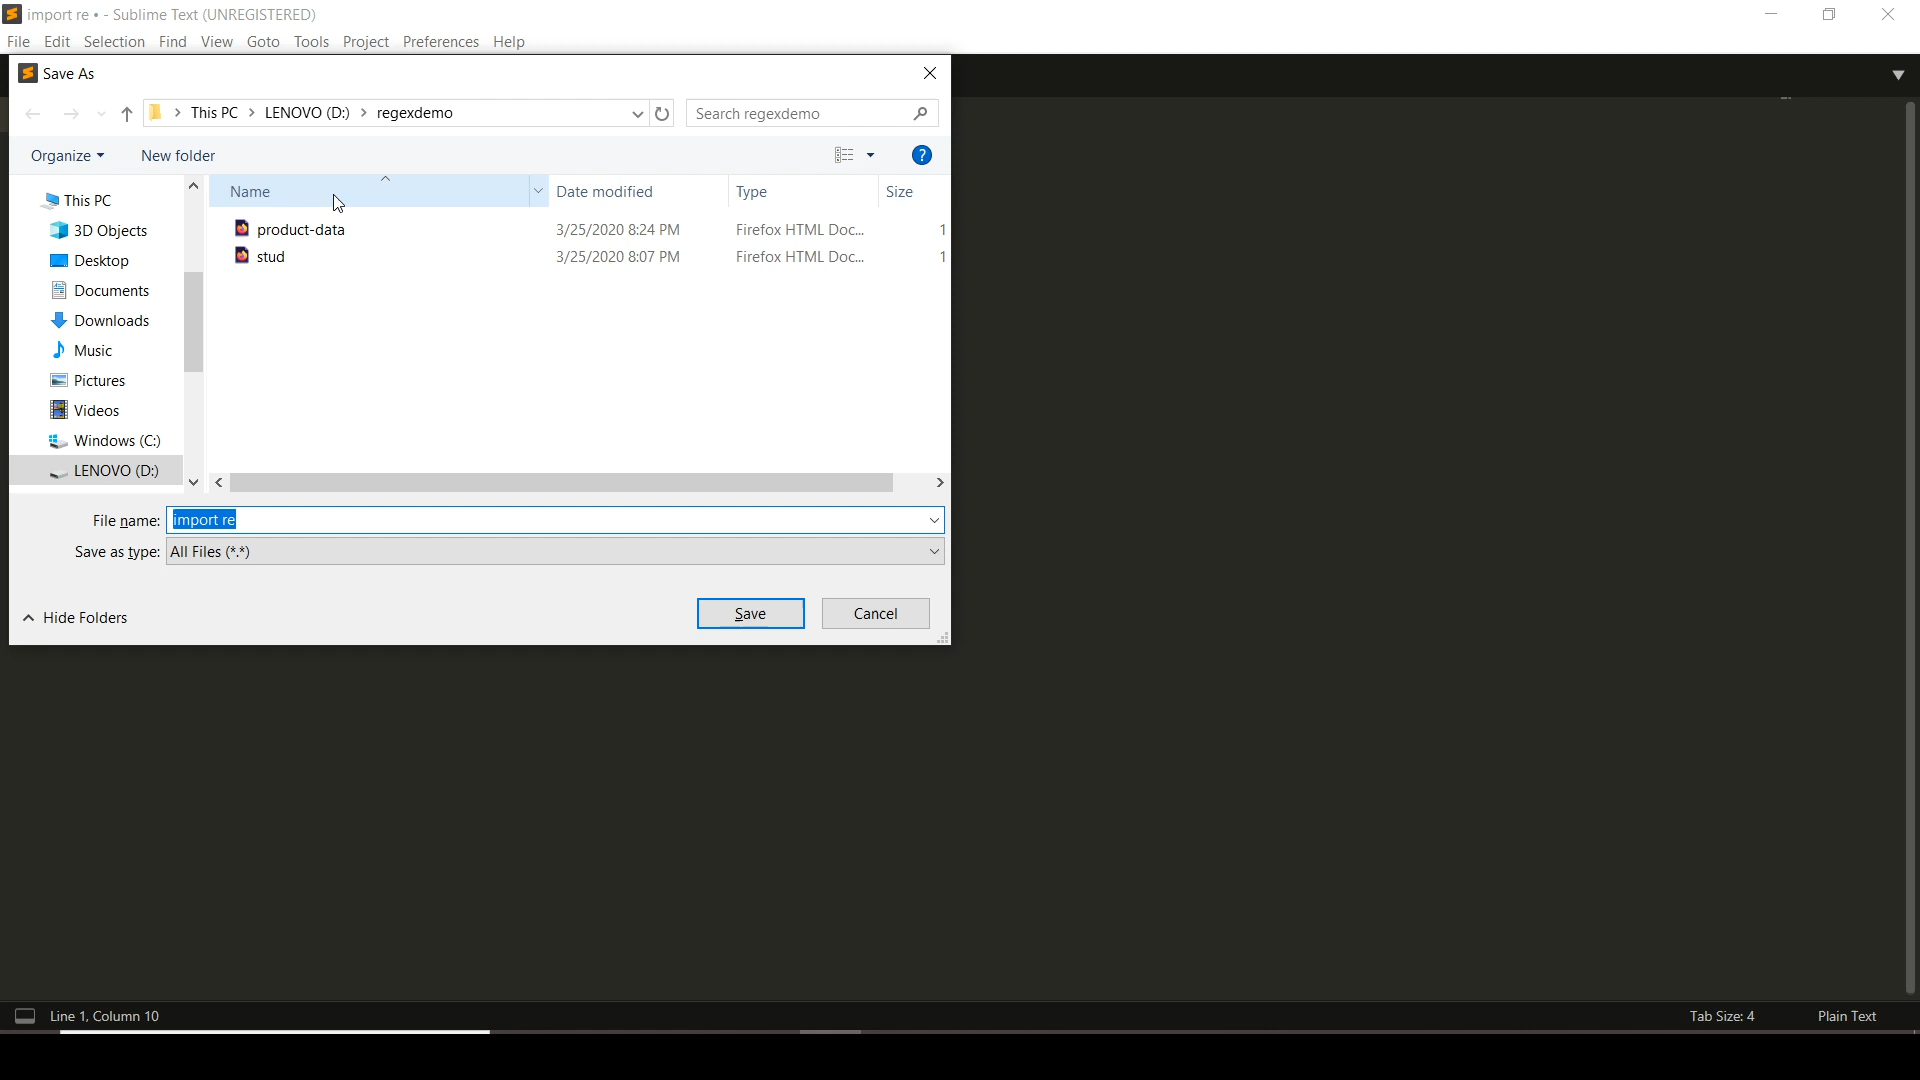 import re • - Sublime Text (UNREGISTERED)
File Edit Selection Find View Goto Tools Project Preferences Help
Save As
This PC > LENOVO (D:) > regexdemo
Search regexdemo
Organize New folder
Name Date modified Type Size
product-data 3/25/2020 8:24 PM Firefox HTML Doc... 1
stud 3/25/2020 8:07 PM Firefox HTML Doc... 1
This PC
3D Objects
Desktop
Documents
Downloads
Music
Pictures
Videos
Windows (C:)
LENOVO (D:)
File name: import re
Save as type: All Files (*.*)
Hide Folders
Save Cancel
Line 1, Column 10 Tab Size: 4 Plain Text